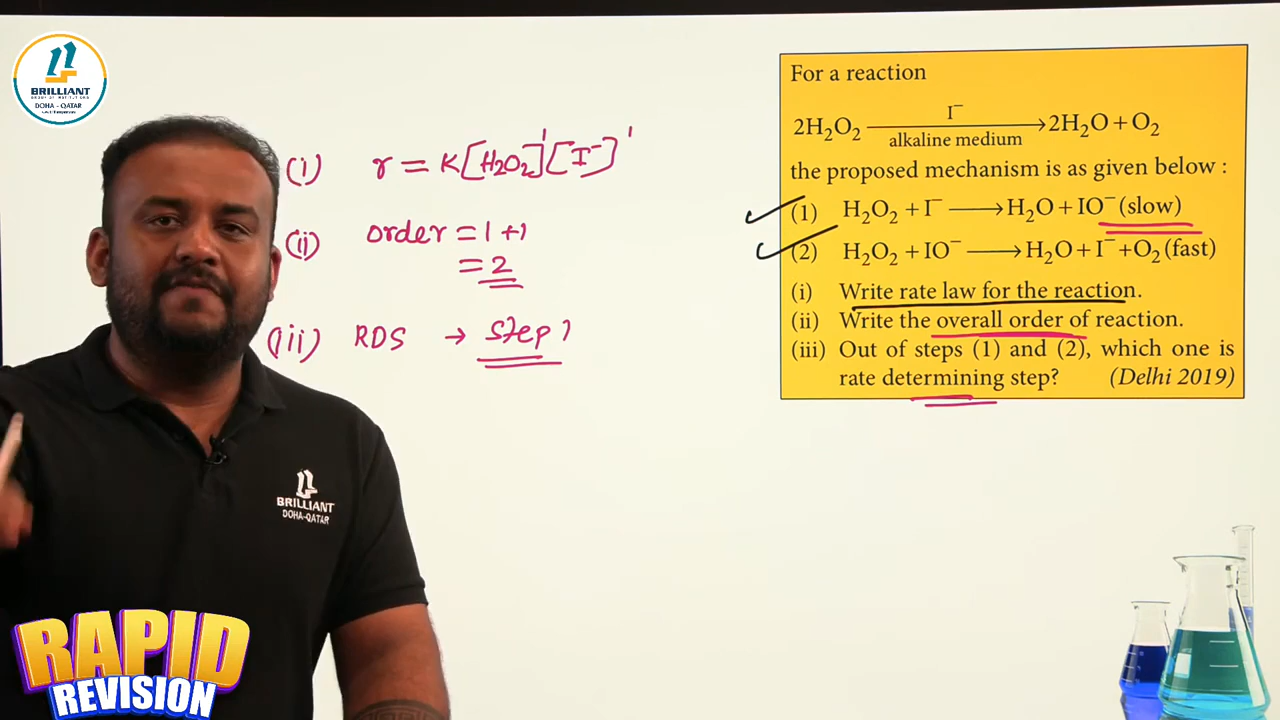 BRILLIANT
DOHA - QATAR
(i) r = K[H₂O₂]¹[I⁻]¹
(ii) order = 1+1
= 2
(iii) RDS → Step 1
For a reaction
2H₂O₂ —I⁻/alkaline medium→ 2H₂O + O₂
the proposed mechanism is as given below :
(1) H₂O₂ + I⁻ ⟶ H₂O + IO⁻ (slow)
(2) H₂O₂ + IO⁻ ⟶ H₂O + I⁻ + O₂ (fast)
(i) Write rate law for the reaction.
(ii) Write the overall order of reaction.
(iii) Out of steps (1) and (2), which one is
rate determining step? (Delhi 2019)
BRILLIANT
DOHA-QATAR
RAPID
REVISION